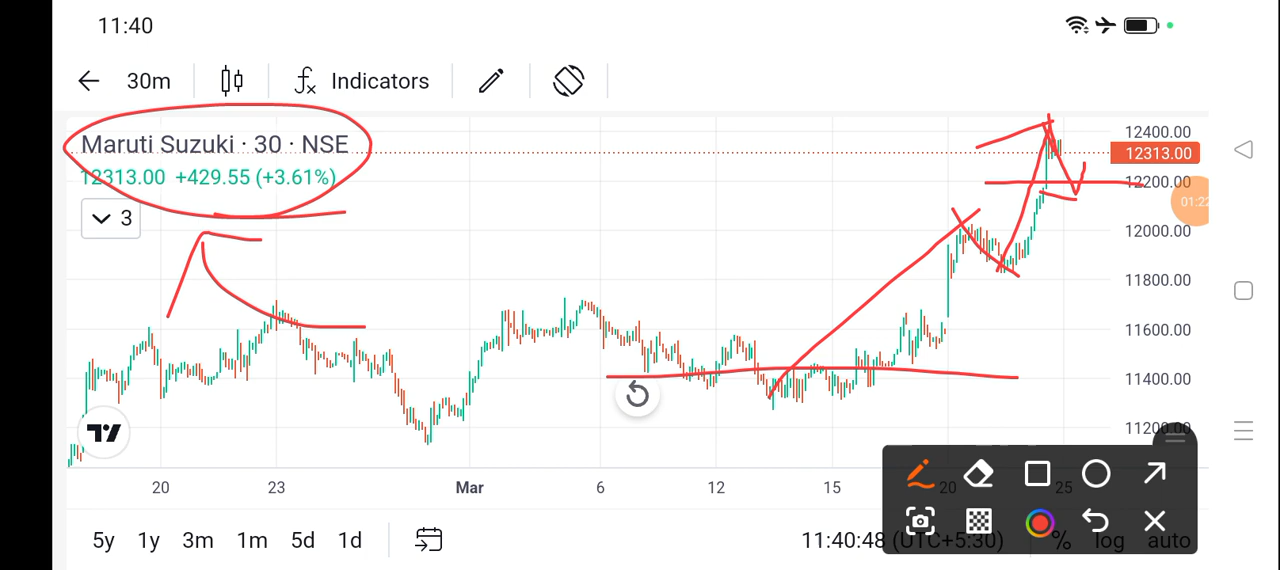 11:40
30m
Indicators
Maruti Suzuki · 30 · NSE
12313.00 +429.55 (+3.61%)
3
12400.00
12313.00
12200.00
01:22
12000.00
11800.00
11600.00
11400.00
11200.00
20 23 Mar 6 12 15 20 25
5y 1y 3m 1m 5d 1d 11:40:48 (UTC+5:30) % log auto